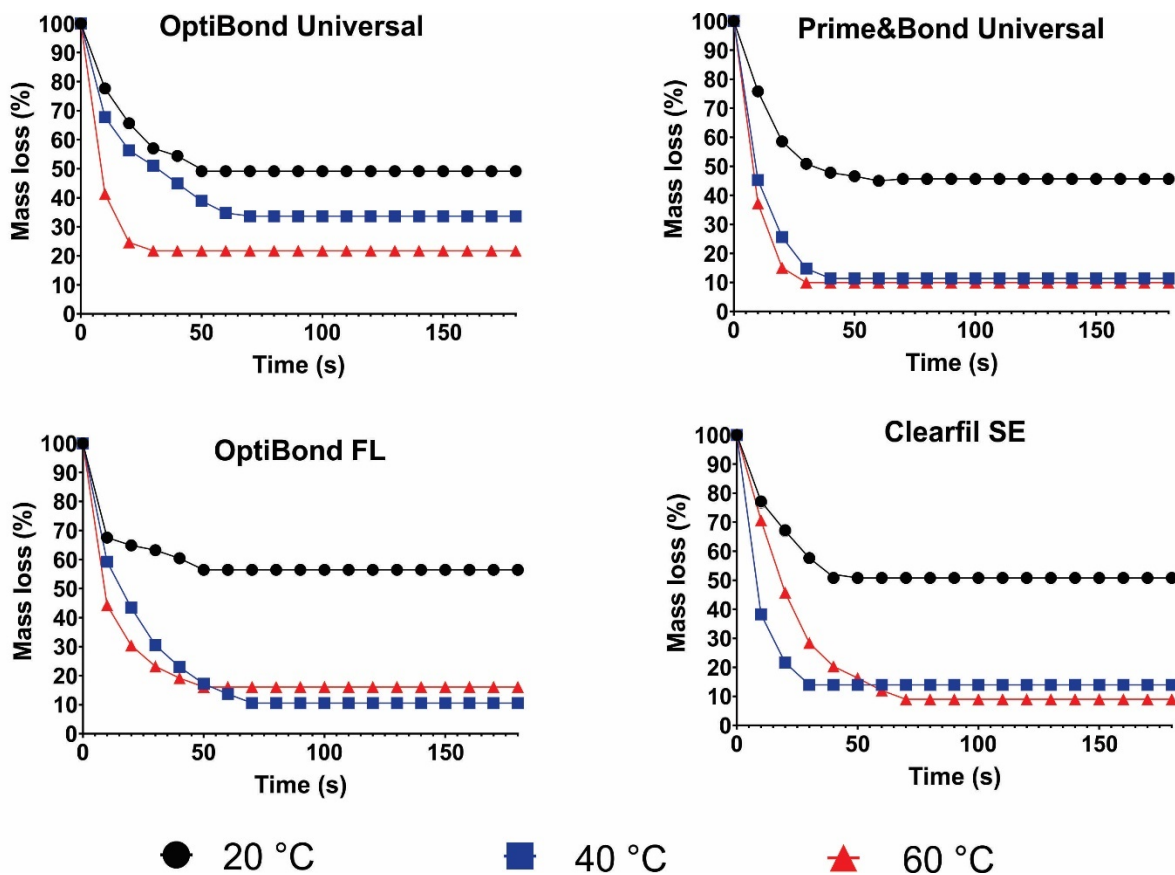 OptiBond Universal
Mass loss (%)
100
90
80
70
60
50
40
30
20
10
0
0 50 100 150
Time (s)
Prime&Bond Universal
Mass loss (%)
100
90
80
70
60
50
40
30
20
10
0
0 50 100 150
Time (s)
OptiBond FL
Mass loss (%)
100
90
80
70
60
50
40
30
20
10
0
0 50 100 150
Time (s)
Clearfil SE
Mass loss (%)
100
90
80
70
60
50
40
30
20
10
0
0 50 100 150
Time (s)
20 °C 40 °C 60 °C